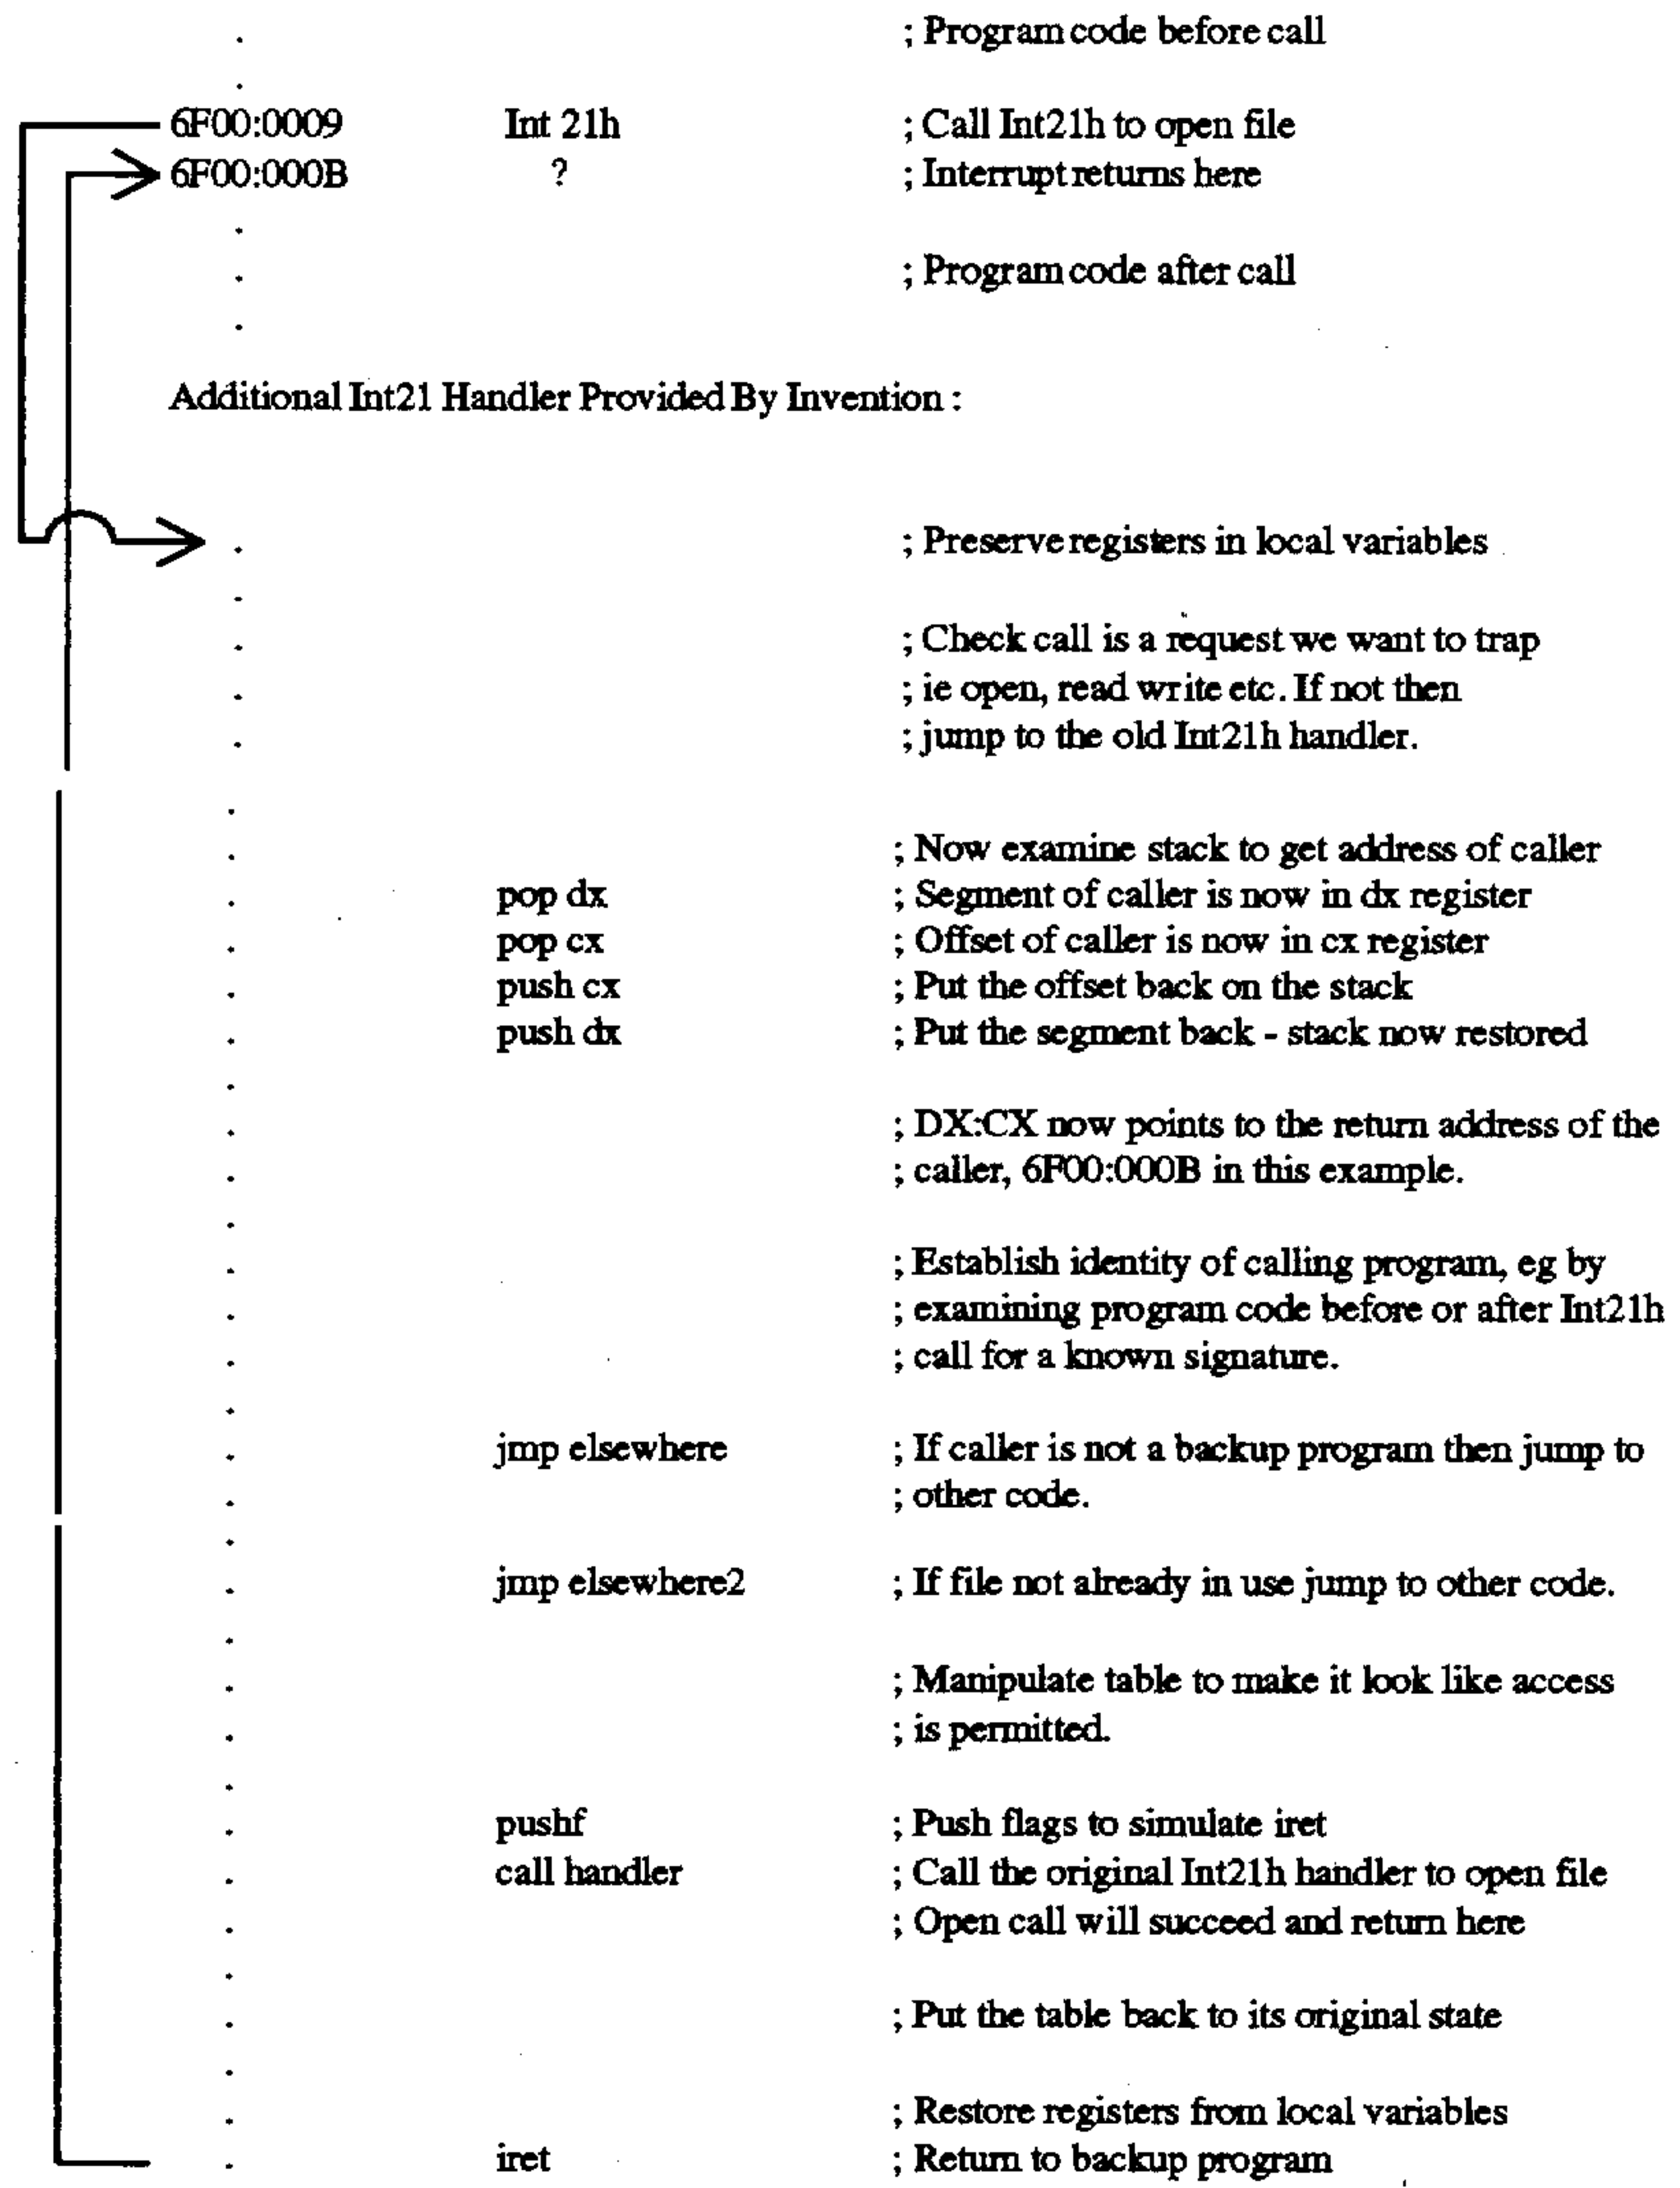 ; Program code before call
6F00:0009 Int 21h ; Call Int21h to open file
6F00:000B ? ; Interrupt returns here
; Program code after call
Additional Int21 Handler Provided By Invention :
; Preserve registers in local variables
; Check call is a request we want to trap
; ie open, read write etc. If not then
; jump to the old Int21h handler.
; Now examine stack to get address of caller
pop dx ; Segment of caller is now in dx register
pop cx ; Offset of caller is now in cx register
push cx ; Put the offset back on the stack
push dx ; Put the segment back - stack now restored
; DX:CX now points to the return address of the
; caller, 6F00:000B in this example.
; Establish identity of calling program, eg by
; examining program code before or after Int21h
; call for a known signature.
jmp elsewhere ; If caller is not a backup program then jump to
; other code.
jmp elsewhere2 ; If file not already in use jump to other code.
; Manipulate table to make it look like access
; is permitted.
pushf ; Push flags to simulate iret
call handler ; Call the original Int21h handler to open file
; Open call will succeed and return here
; Put the table back to its original state
; Restore registers from local variables
iret ; Return to backup program